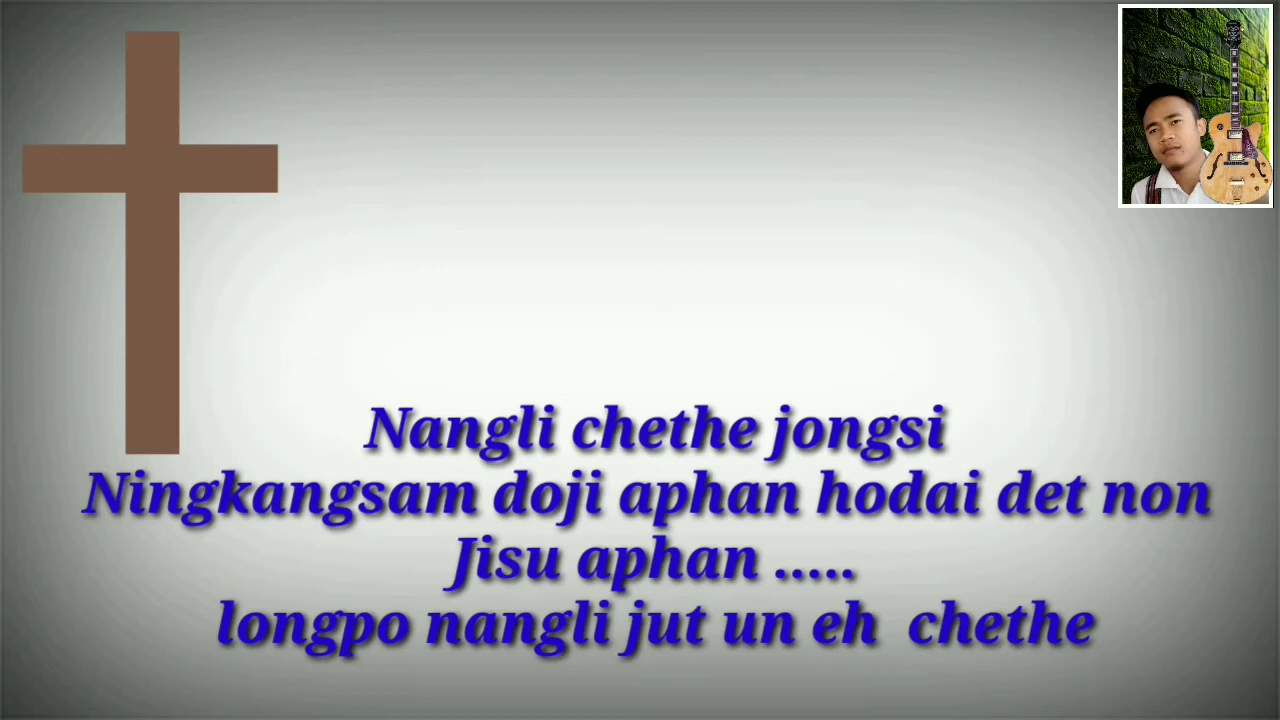 Nangli chethe jongsi
Ningkangsam doji aphan hodai det non
Jisu aphan .....
longpo nangli jut un eh chethe